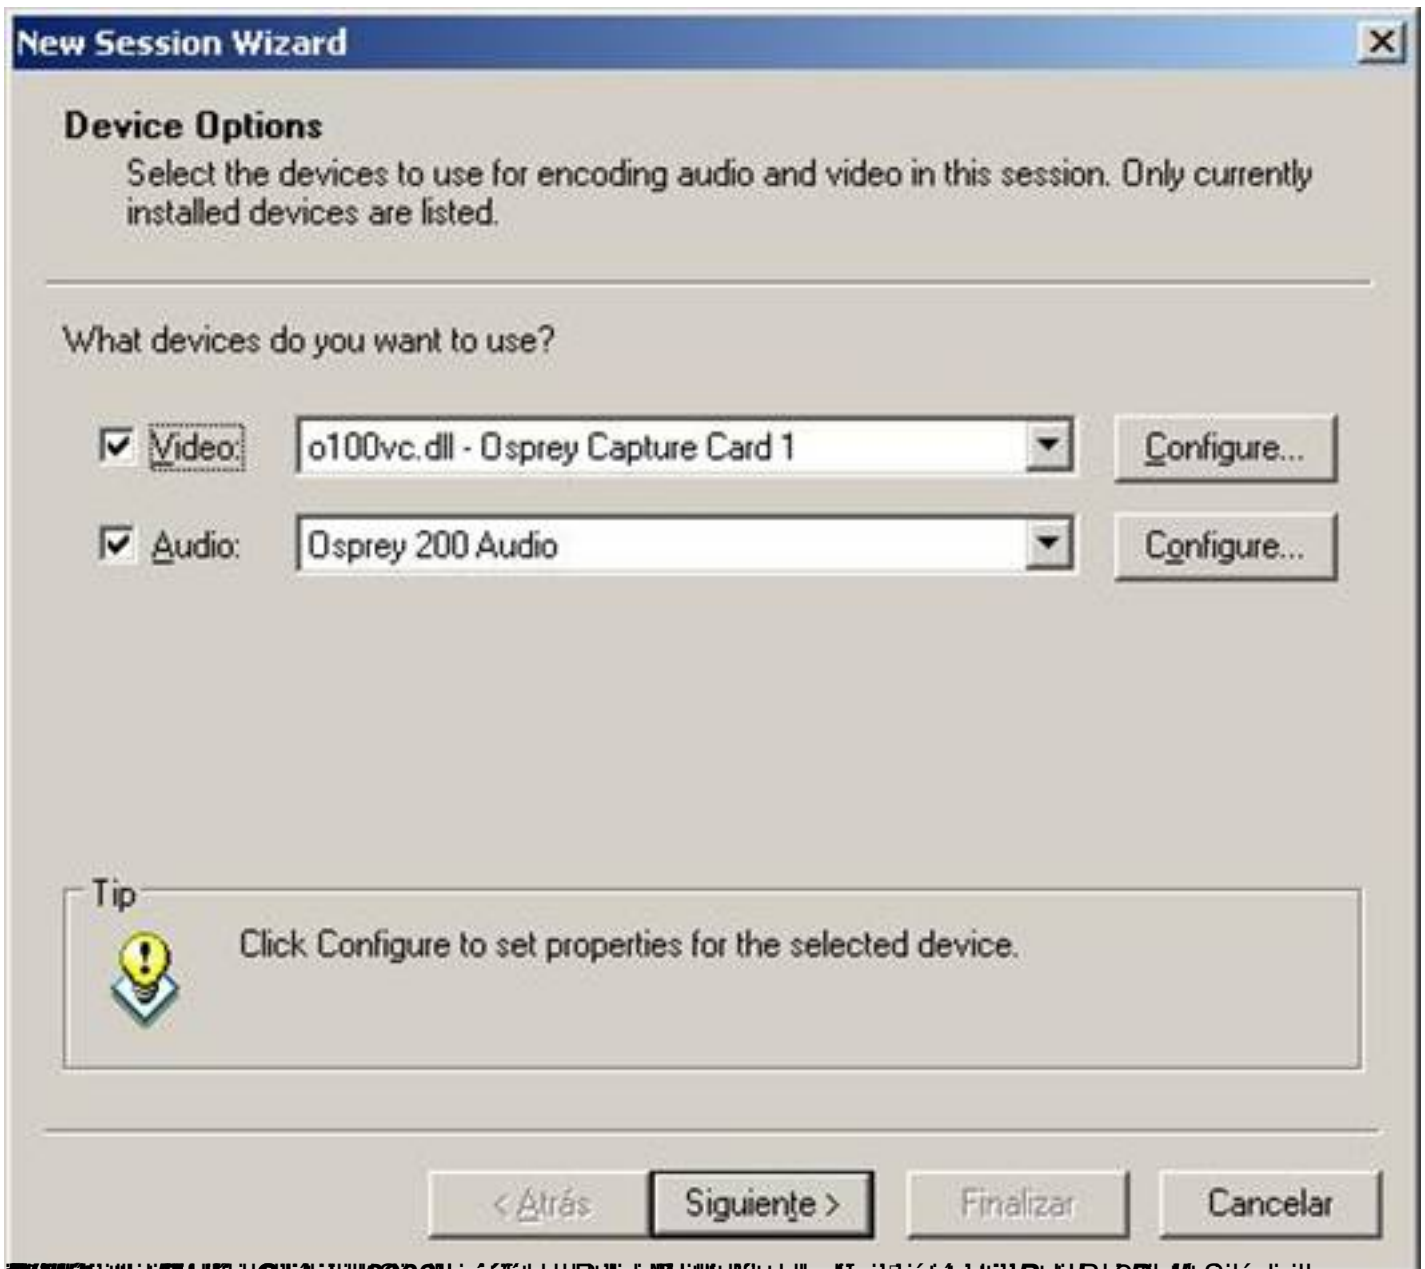 New Session Wizard
Device Options
Select the devices to use for encoding audio and video in this session. Only currently
installed devices are listed.
What devices do you want to use?
Video: o100vc.dll - Osprey Capture Card 1 Configure...
Audio: Osprey 200 Audio Configure...
Tip
Click Configure to set properties for the selected device.
< Atrás Siguiente > Finalizar Cancelar